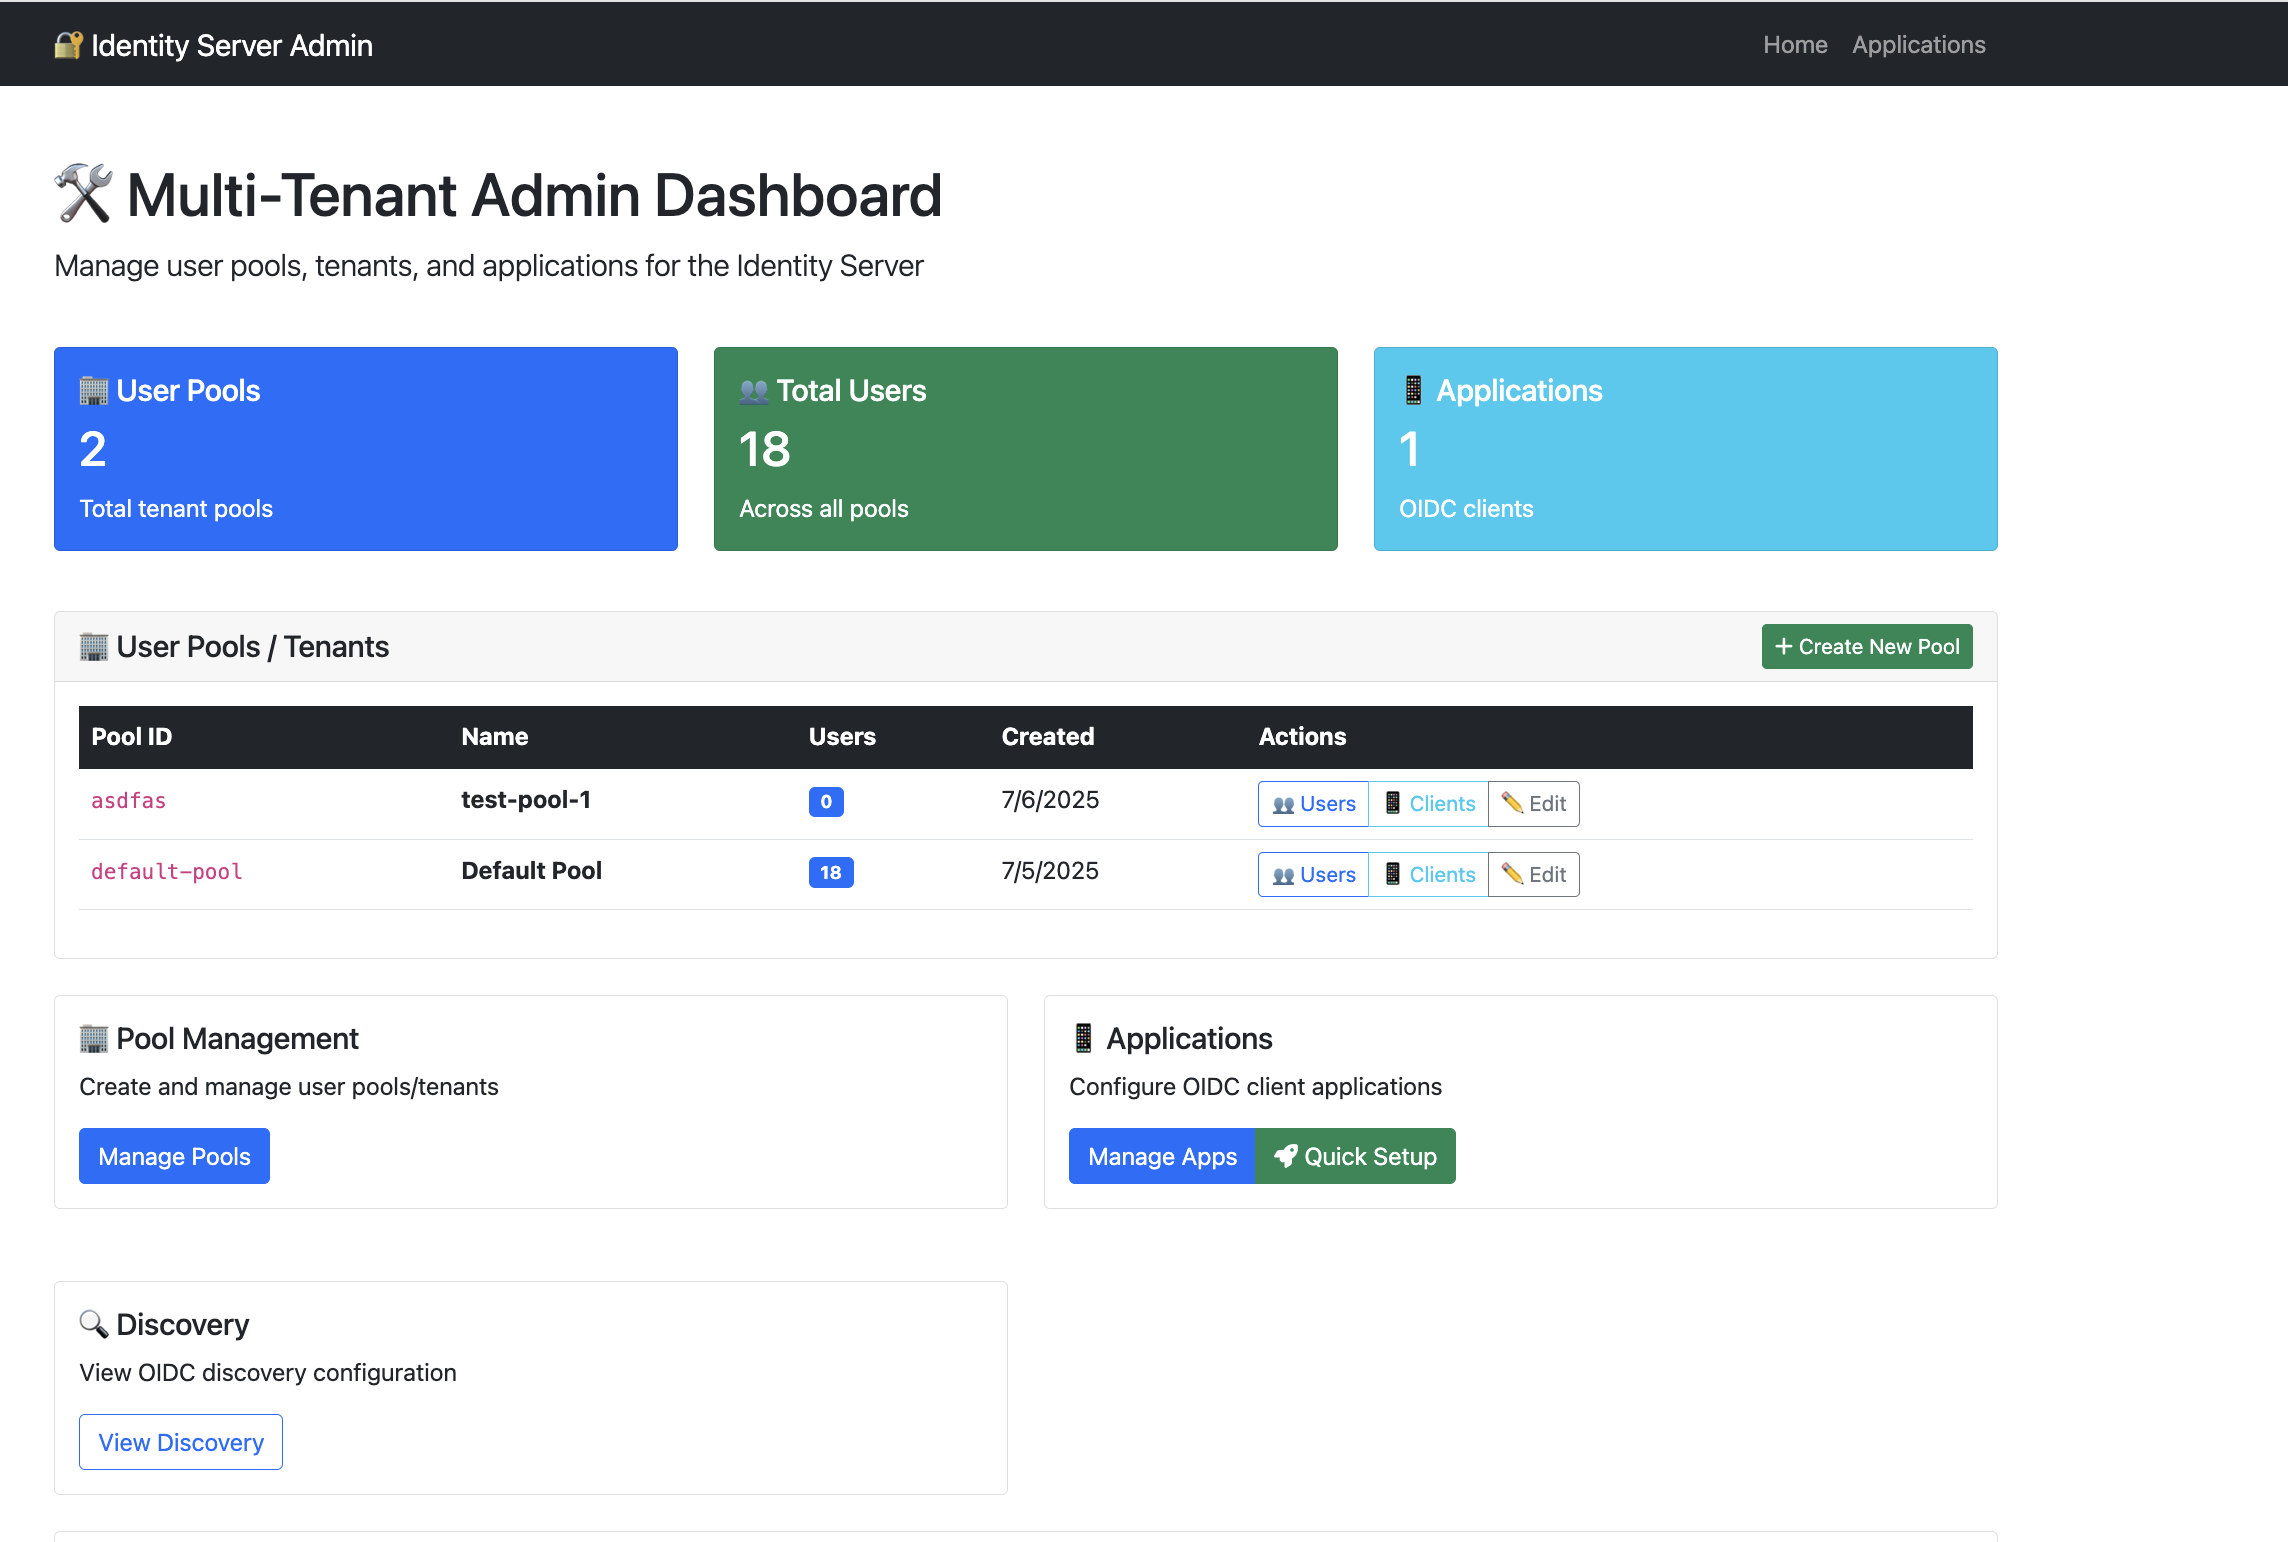 🔐 Identity Server Admin
Home Applications
🛠️ Multi-Tenant Admin Dashboard
Manage user pools, tenants, and applications for the Identity Server
🏢 User Pools
2
Total tenant pools
👥 Total Users
18
Across all pools
📱 Applications
1
OIDC clients
🏢 User Pools / Tenants
+ Create New Pool
Pool ID Name Users Created Actions
asdfas test-pool-1 0 7/6/2025 👥 Users 📱 Clients ✏️ Edit
default-pool Default Pool 18 7/5/2025 👥 Users 📱 Clients ✏️ Edit
🏢 Pool Management
Create and manage user pools/tenants
Manage Pools
📱 Applications
Configure OIDC client applications
Manage Apps 🚀 Quick Setup
🔍 Discovery
View OIDC discovery configuration
View Discovery